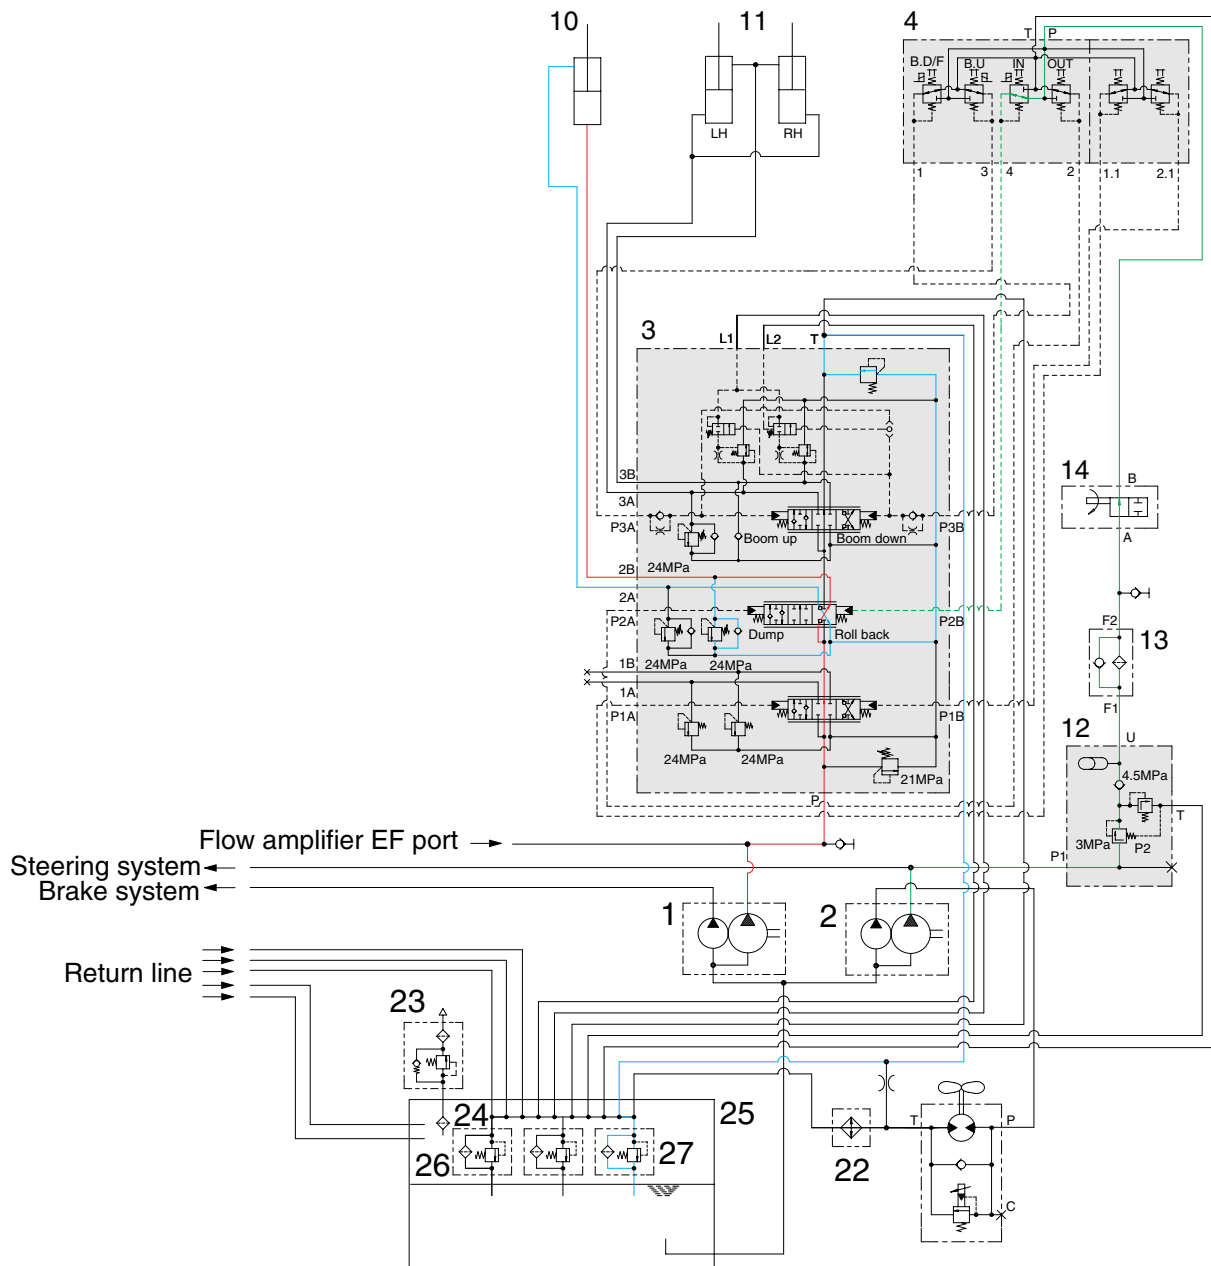 10
11
4
T P
B.D/F B.U IN OUT
LH RH
1 3 4 2 1.1 2.1
3
L1 L2 T
14
B
A
3B
3A
P3A Boom up Boom down P3B
24MPa
2B
2A
P2A Dump Roll back P2B
24MPa 24MPa
1B
1A
P1A P1B
24MPa 24MPa 21MPa
P
F2
13
F1
12
U
4.5MPa
T
3MPa P2
P1
Flow amplifier EF port
Steering system
Brake system
1
2
Return line
23
24
25
26
27
22
T P
C